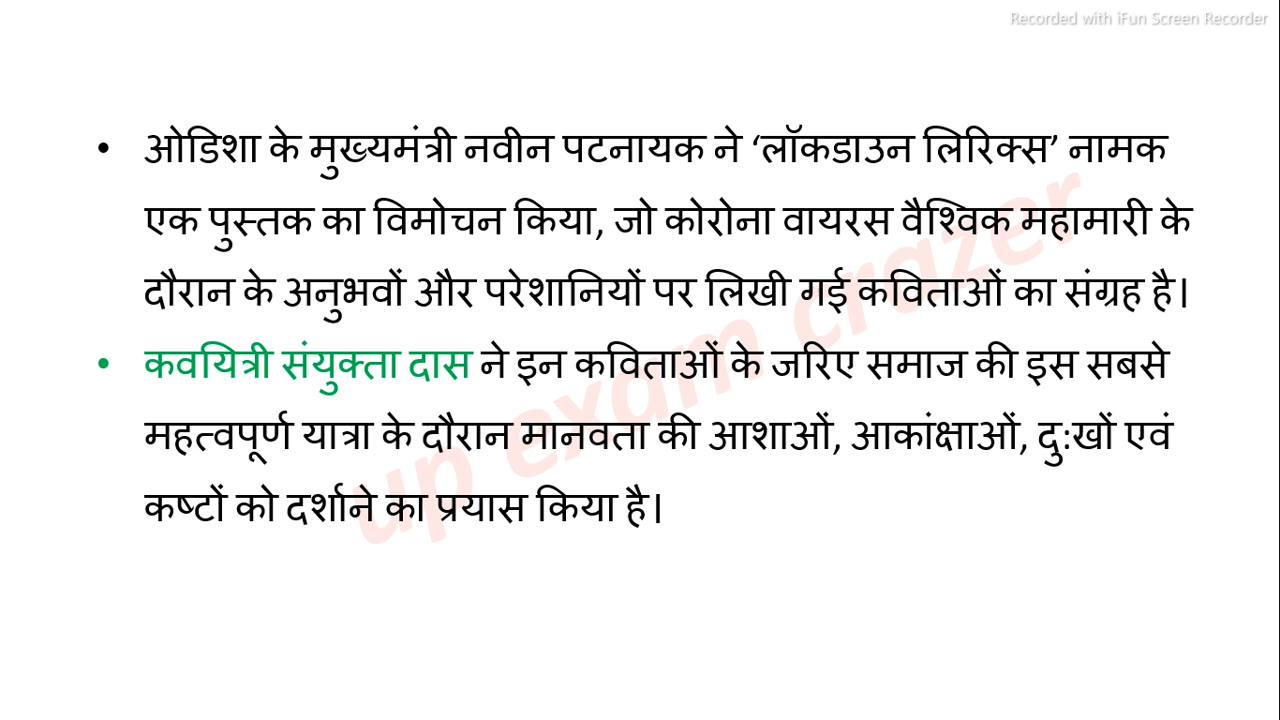 Recorded with iFun Screen Recorder
• ओडिशा के मुख्यमंत्री नवीन पटनायक ने ‘लॉकडाउन लिरिक्स’ नामक
एक पुस्तक का विमोचन किया, जो कोरोना वायरस वैश्विक महामारी के
दौरान के अनुभवों और परेशानियों पर लिखी गई कविताओं का संग्रह है।
• कवयित्री संयुक्ता दास ने इन कविताओं के जरिए समाज की इस सबसे
महत्वपूर्ण यात्रा के दौरान मानवता की आशाओं, आकांक्षाओं, दुःखों एवं
कष्टों को दर्शाने का प्रयास किया है।
up exam crazer